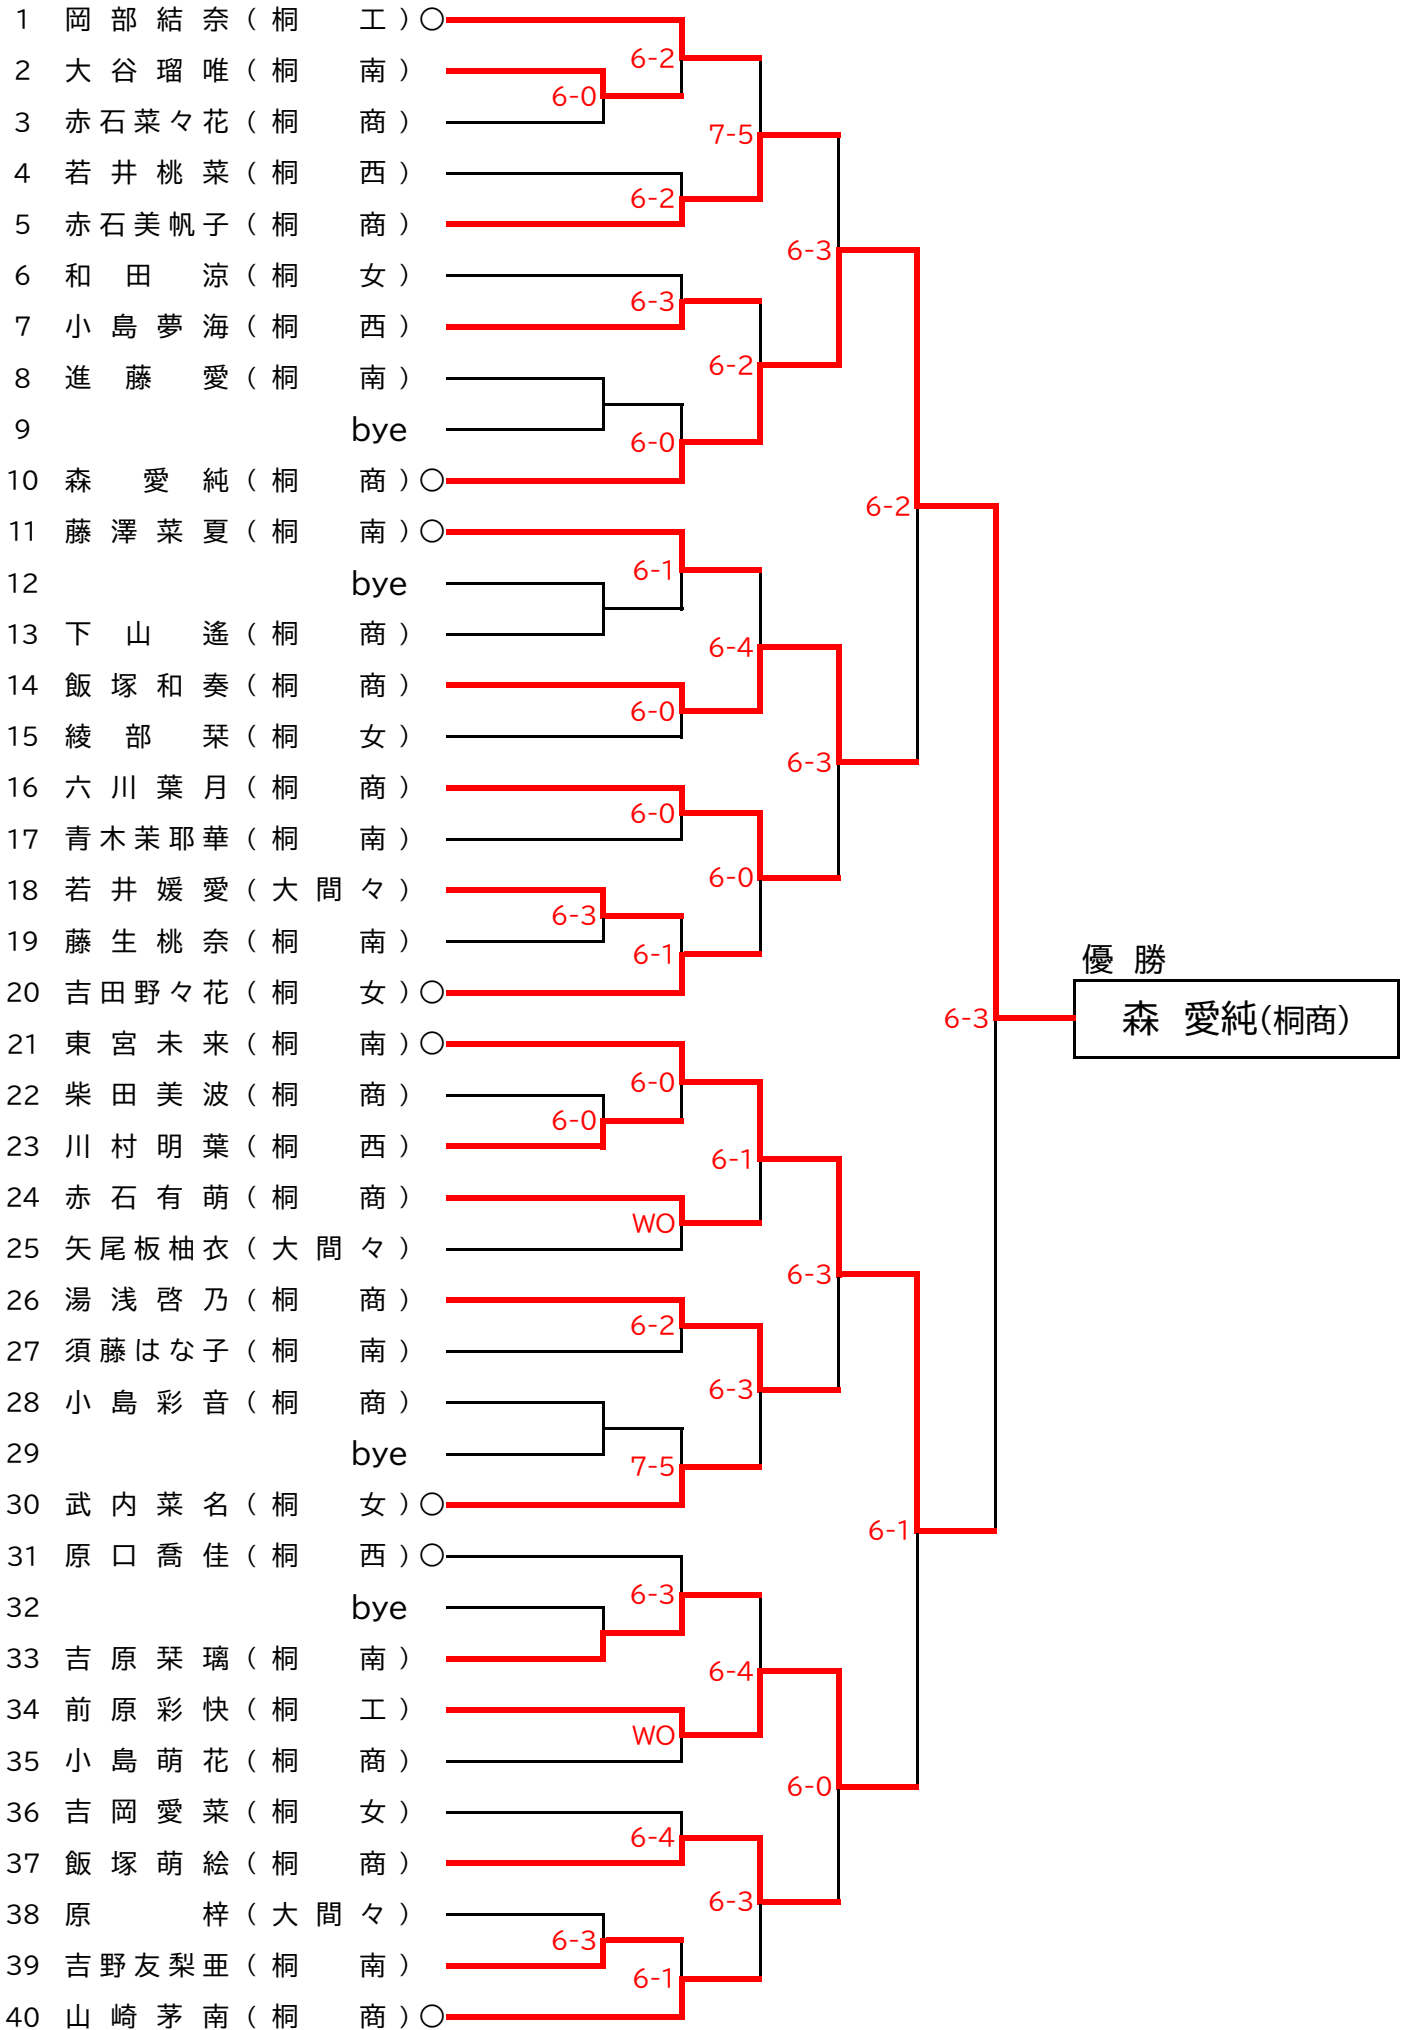 1 岡部結奈(桐 工)○
6-2
2 大谷瑠唯(桐 南)
6-0
3 赤石菜々花(桐 商)
7-5
4 若井桃菜(桐 西)
6-2
5 赤石美帆子(桐 商)
6-3
6 和田 涼(桐 女)
6-3
7 小島夢海(桐 西)
6-2
8 進藤 愛(桐 南)
9 bye
6-0
10 森 愛純(桐 商)○
6-2
11 藤澤菜夏(桐 南)○
6-1
12 bye
13 下山 遙(桐 商)
6-4
14 飯塚和奏(桐 商)
6-0
15 綾部 栞(桐 女)
6-3
16 六川葉月(桐 商)
6-0
17 青木茉耶華(桐 南)
6-0
18 若井媛愛(大間々)
6-3
19 藤生桃奈(桐 南)
6-1
優 勝
20 吉田野々花(桐 女)○
6-3
森 愛純(桐商)
21 東宮未来(桐 南)○
6-0
22 柴田美波(桐 商)
6-0
23 川村明葉(桐 西)
6-1
24 赤石有萌(桐 商)
WO
25 矢尾板柚衣(大間々)
6-3
26 湯浅啓乃(桐 商)
6-2
27 須藤はな子(桐 南)
6-3
28 小島彩音(桐 商)
29 bye
7-5
30 武内菜名(桐 女)○
6-1
31 原口喬佳(桐 西)○
6-3
32 bye
33 吉原栞璃(桐 南)
6-4
34 前原彩快(桐 工)
WO
35 小島萌花(桐 商)
6-0
36 吉岡愛菜(桐 女)
6-4
37 飯塚萌絵(桐 商)
6-3
38 原 梓(大間々)
6-3
39 吉野友梨亜(桐 南)
6-1
40 山崎茅南(桐 商)○